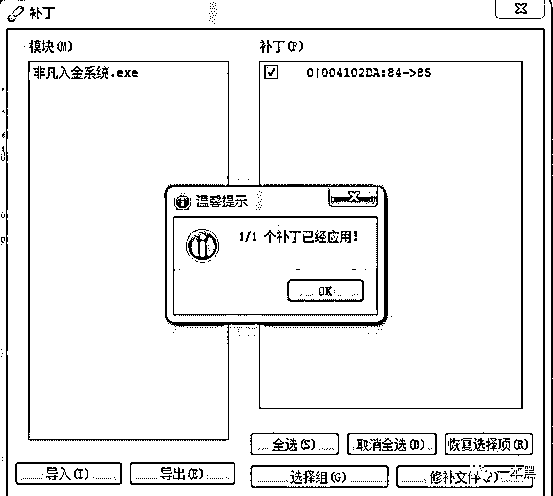 补丁
模块(M)
补丁(P)
非凡入金系统.exe
0|004102DA:84->85
温馨提示
1/1 个补丁已经应用!
OK
全选(S)
取消全选(D)
恢复选择项(R)
导入(I)
导出(E)
选择组(G)
修补文件(P)